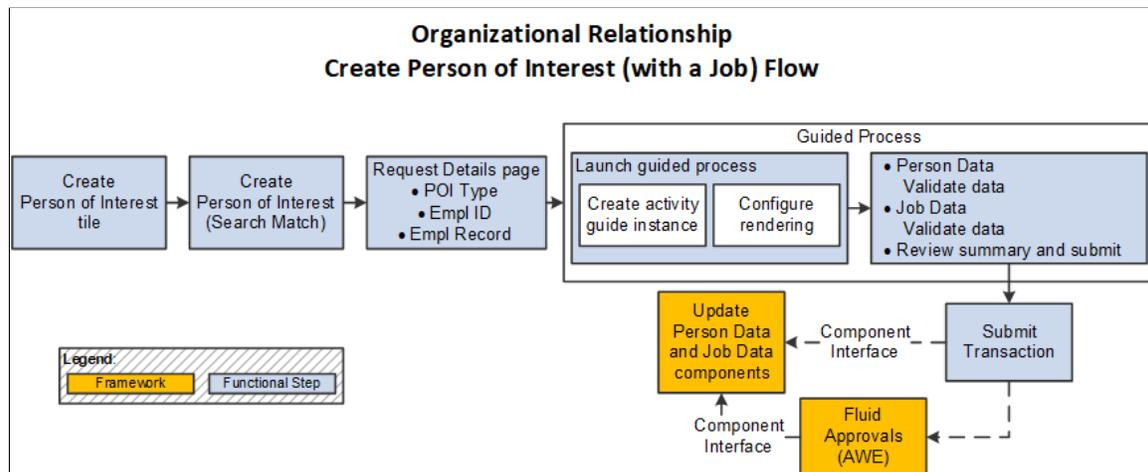 Organizational Relationship
Create Person of Interest (with a Job) Flow
Create
Person of Interest
tile
Create
Person of Interest
(Search Match)
Request Details page
• POI Type
• Empl ID
• Empl Record
Guided Process
Launch guided process
Create activity
guide instance
Configure
rendering
• Person Data
Validate data
• Job Data
Validate data
• Review summary and submit
Submit
Transaction
Component
Interface
Update
Person Data
and Job Data
components
Fluid
Approvals
(AWE)
Component
Interface
Legend:
Framework
Functional Step